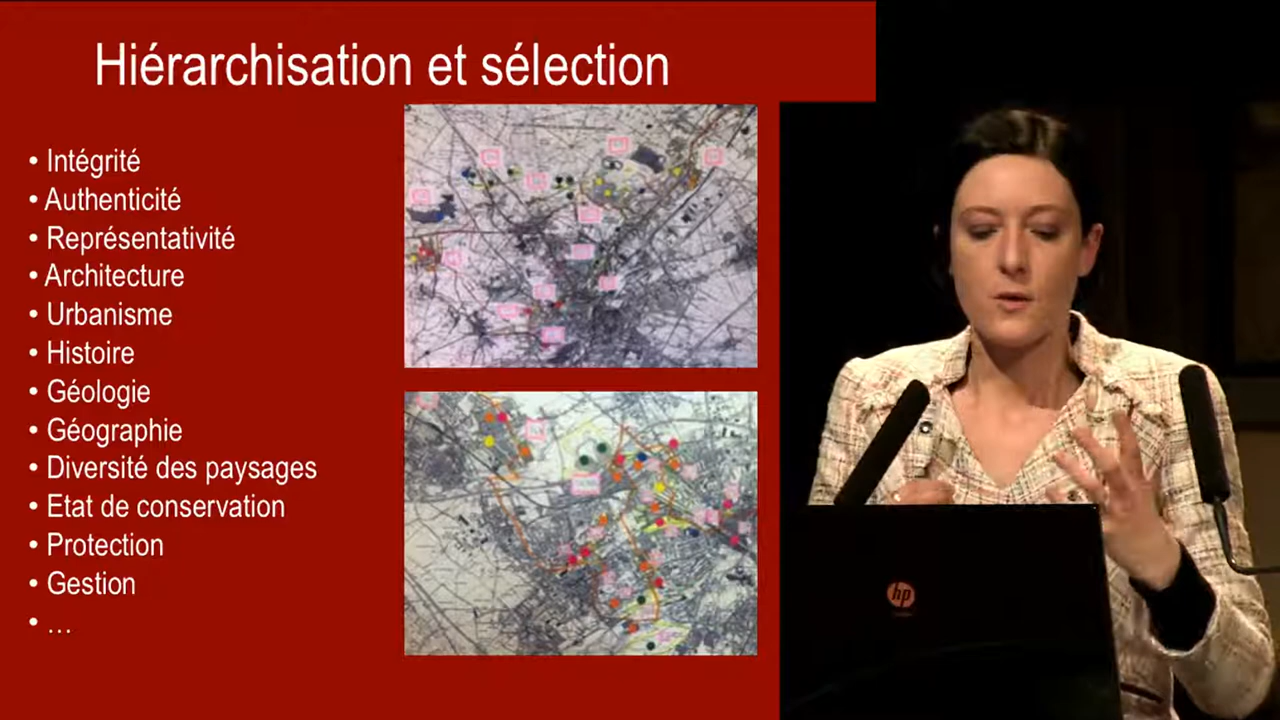 Hiérarchisation et sélection
• Intégrité
• Authenticité
• Représentativité
• Architecture
• Urbanisme
• Histoire
• Géologie
• Géographie
• Diversité des paysages
• Etat de conservation
• Protection
• Gestion
• ...
hp